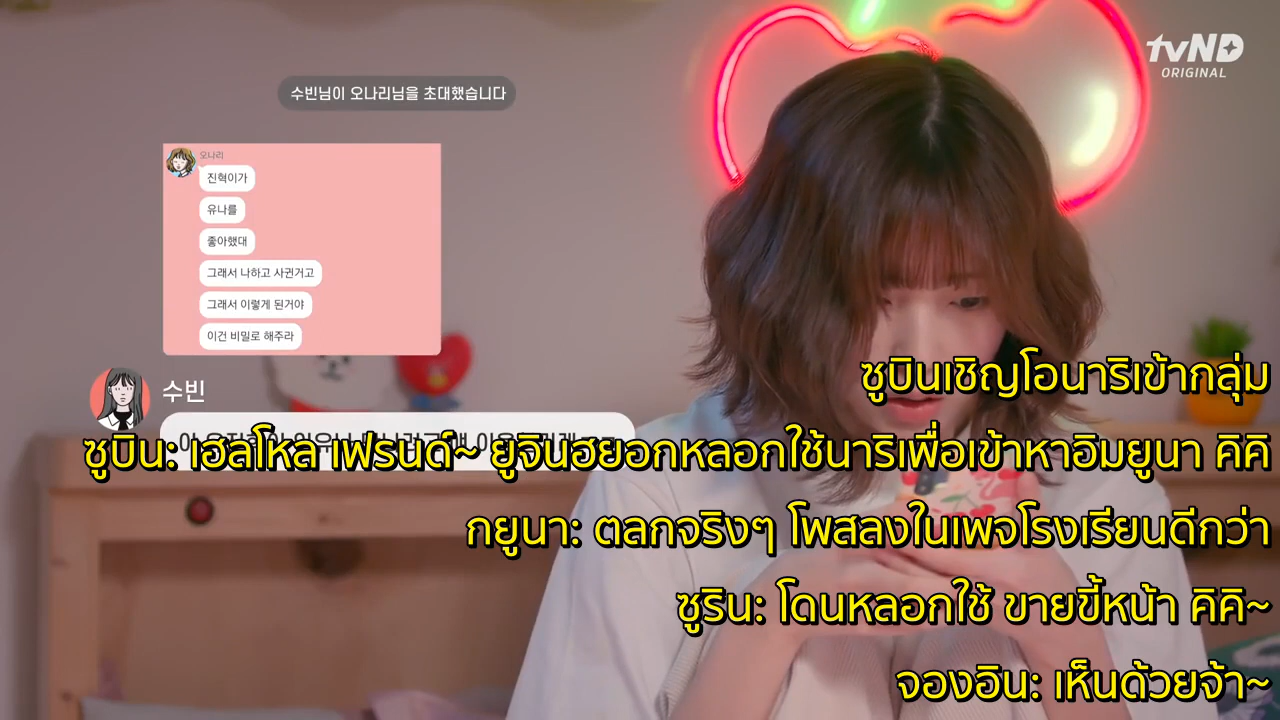 tvND
ORIGINAL
수빈님이 오나리님을 초대했습니다
오나리
진혁이가
유나를
좋아했대
그래서 나하고 사귄거고
그래서 이렇게 된거야
이건 비밀로 해주라
수빈
ซูบินเชิญโอนาริเข้ากลุ่ม
ซูบิน: เฮลโหล เฟรนด์~ ยูจินฮยอกหลอกใช้นาริเพื่อเข้าหาอิมยูนา คิคิ
กยูนา: ตลกจริงๆ โพสลงในเพจโรงเรียนดีกว่า
ซูริน: โดนหลอกใช้ ขายขี้หน้า คิคิ~
จองอิน: เห็นด้วยจ้า~